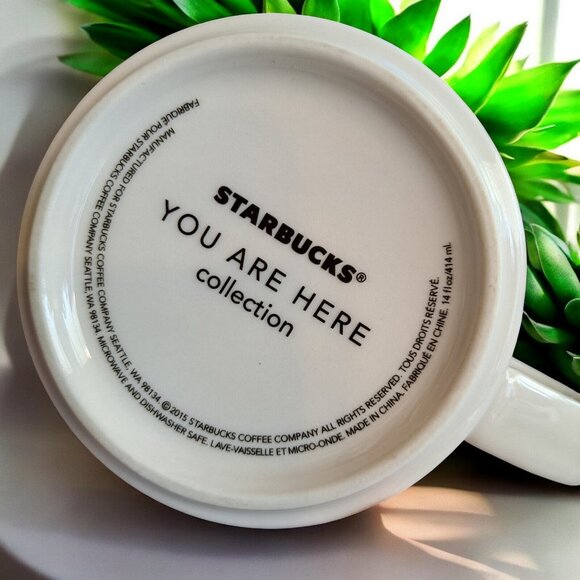 STARBUCKS®
YOU ARE HERE
collection
MANUFACTURED FOR STARBUCKS COFFEE COMPANY SEATTLE, WA 98134 ©2015 STARBUCKS COFFEE COMPANY ALL RIGHTS RESERVED. TOUS DROITS RÉSERVÉ.
FABRIQUÉ POUR STARBUCKS COFFEE COMPANY SEATTLE, WA 98134 MICROWAVE AND DISHWASHER SAFE. LAVE-VAISSELLE ET MICRO-ONDE. MADE IN CHINA. FABRIQUÉ EN CHINE. 14 fl oz/414 ml.